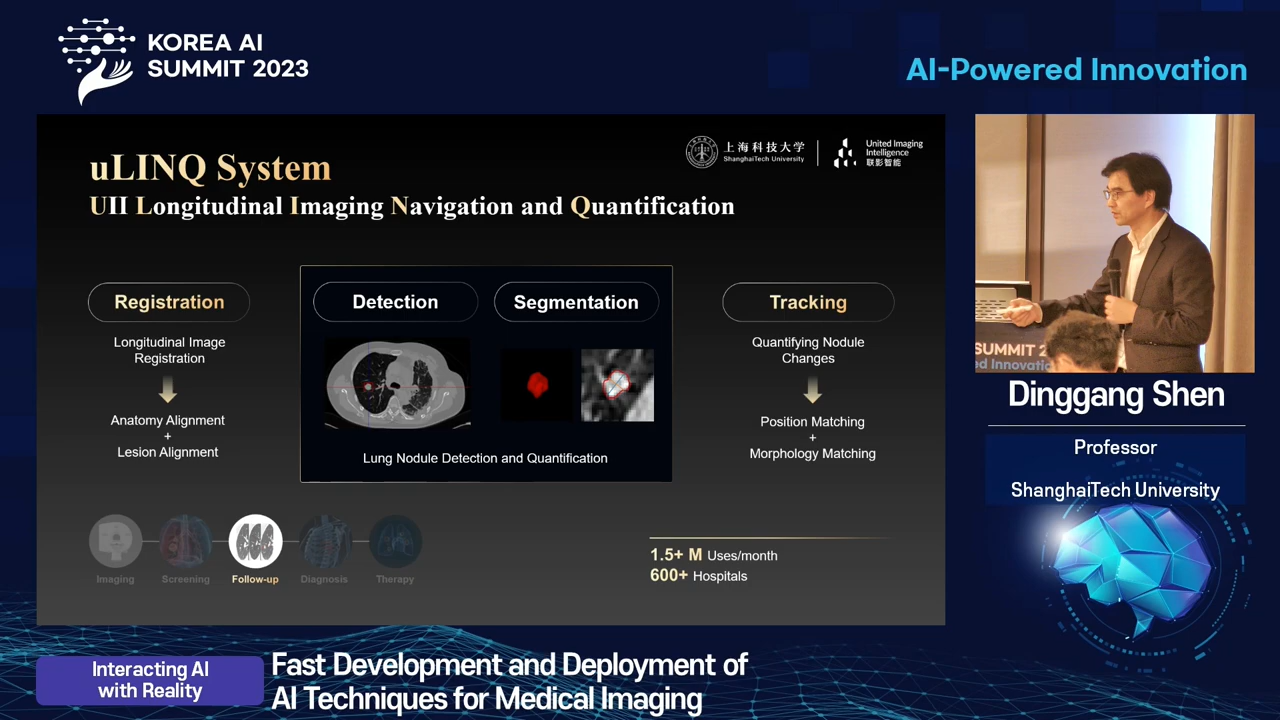 KOREA AI
SUMMIT 2023
AI-Powered Innovation
uLINQ System
UII Longitudinal Imaging Navigation and Quantification
上海科技大学
ShanghaiTech University
United Imaging
Intelligence
联影智能
Registration
Longitudinal Image
Registration
Anatomy Alignment
+
Lesion Alignment
Detection
Segmentation
Lung Nodule Detection and Quantification
Tracking
Quantifying Nodule
Changes
Position Matching
+
Morphology Matching
Imaging
Screening
Follow-up
Diagnosis
Therapy
1.5+ M Uses/month
600+ Hospitals
SUMMIT 2
ed Innovatio
Dinggang Shen
Professor
ShanghaiTech University
Interacting AI
with Reality
Fast Development and Deployment of
AI Techniques for Medical Imaging